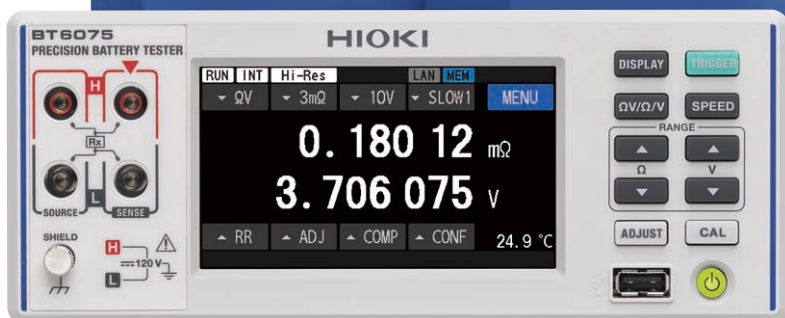 BT6075
PRECISION BATTERY TESTER
HIOKI
H
Rx
L
SOURCE
SENSE
SHIELD
H
L
120 V
RUN INT Hi-Res LAN MEM
ΩV 3mΩ 10V SLOW1 MENU
0.180 12 mΩ
3.706 075 V
RR ADJ COMP CONF 24.9 °C
DISPLAY TRIGGER
ΩV/Ω/V SPEED
RANGE
Ω V
ADJUST CAL